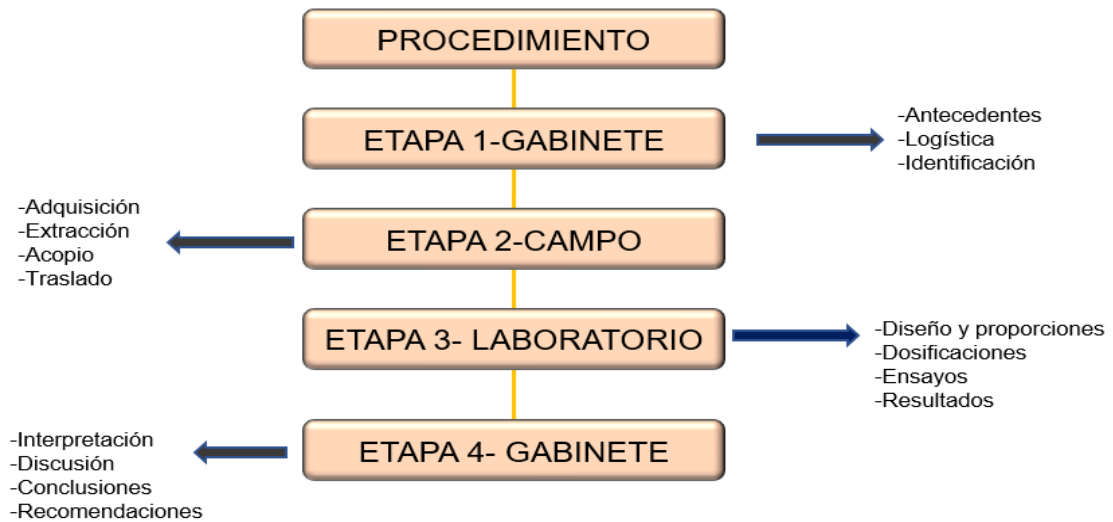 PROCEDIMIENTO
ETAPA 1-GABINETE
-Antecedentes
-Logística
-Identificación
-Adquisición
-Extracción
-Acopio
-Traslado
ETAPA 2-CAMPO
ETAPA 3- LABORATORIO
-Diseño y proporciones
-Dosificaciones
-Ensayos
-Resultados
-Interpretación
-Discusión
-Conclusiones
-Recomendaciones
ETAPA 4- GABINETE